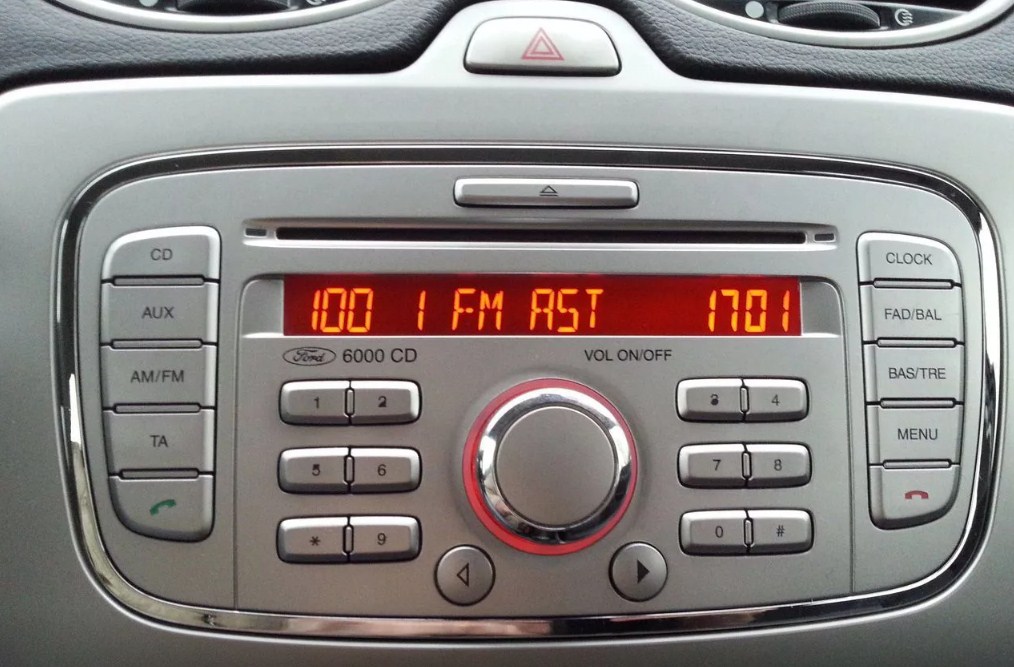 CD
AUX
AM/FM
TA
100 1 FM AST 1701
Ford 6000 CD
VOL ON/OFF
1 2
3 4
5 6
7 8
* 9
0 #
CLOCK
FAD/BAL
BAS/TRE
MENU